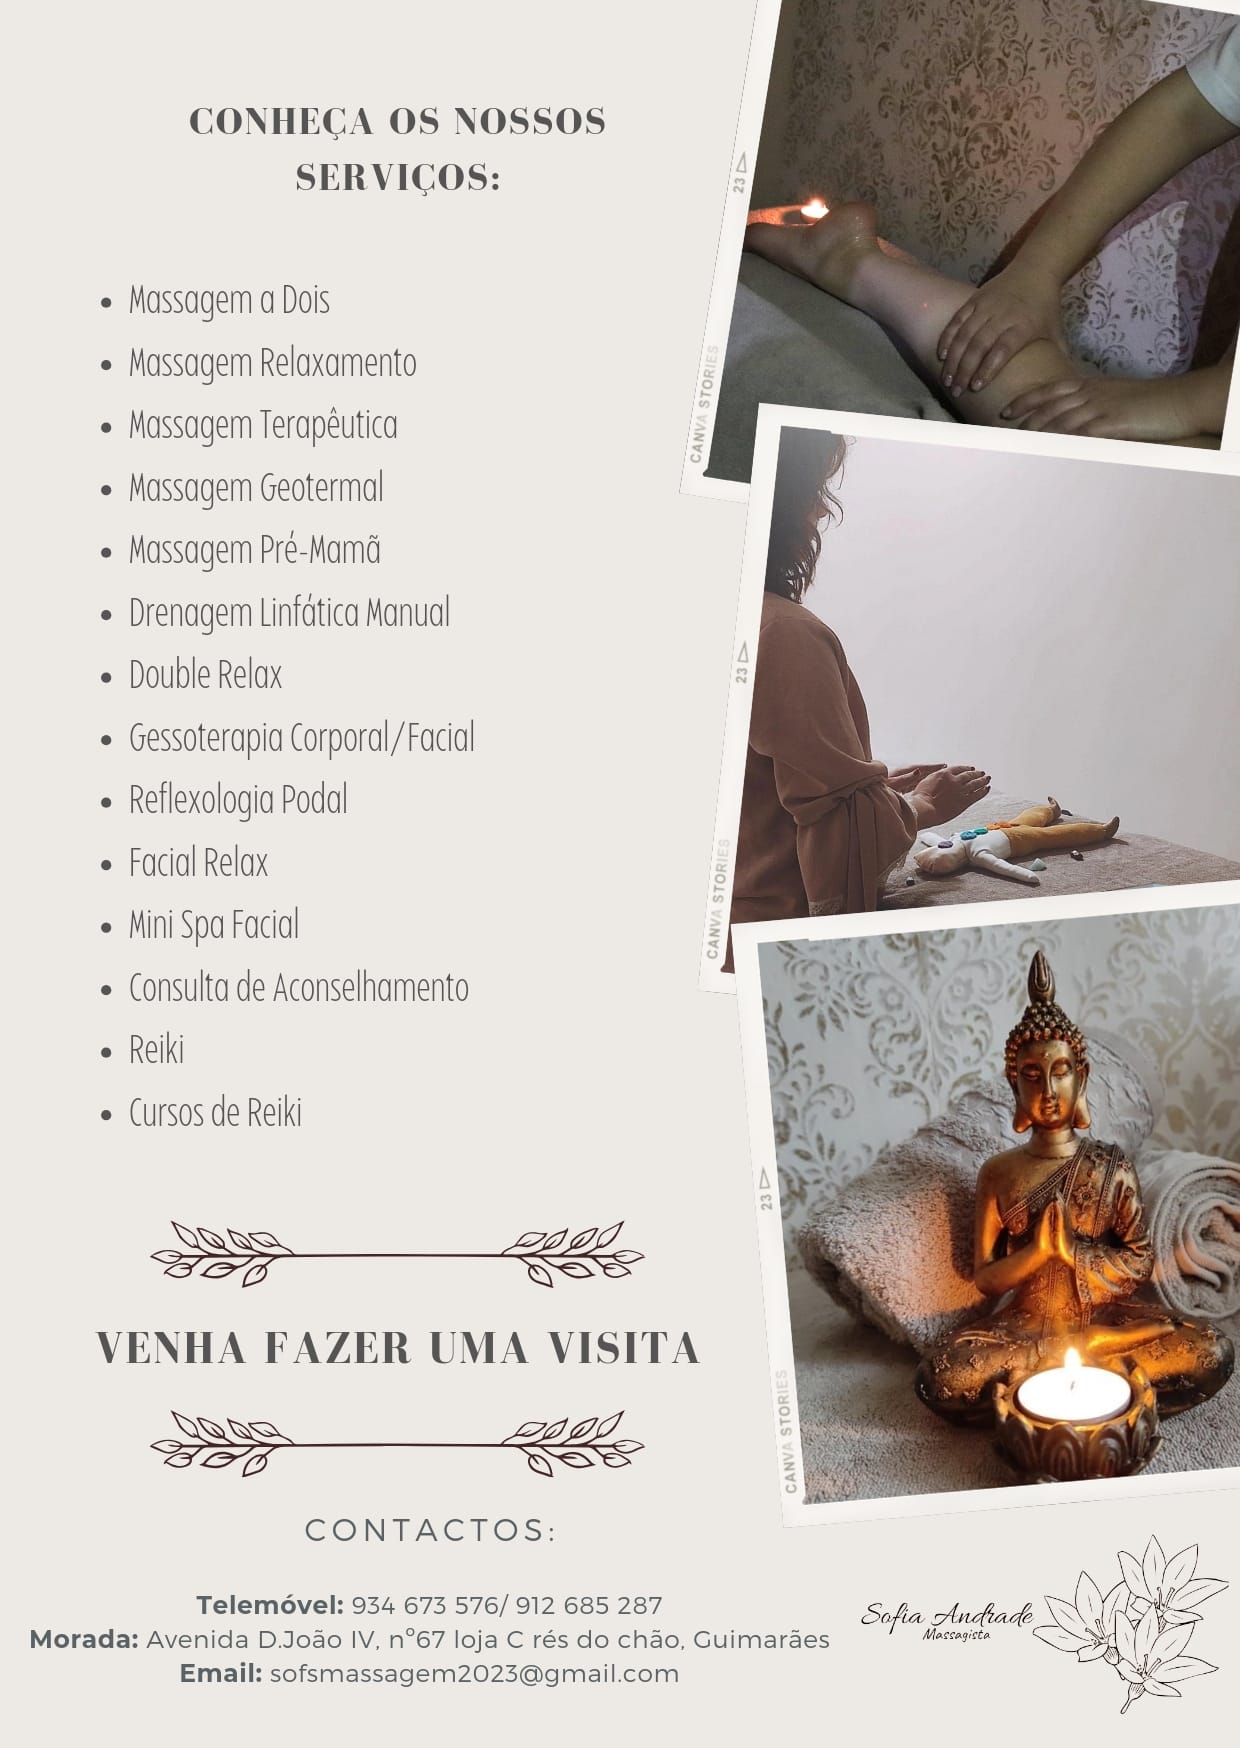 CONHEÇA OS NOSSOS
SERVIÇOS:
• Massagem a Dois
• Massagem Relaxamento
• Massagem Terapêutica
• Massagem Geotermal
• Massagem Pré-Mamã
• Drenagem Linfática Manual
• Double Relax
• Gessoterapia Corporal/Facial
• Reflexologia Podal
• Facial Relax
• Mini Spa Facial
• Consulta de Aconselhamento
• Reiki
• Cursos de Reiki
VENHA FAZER UMA VISITA
CONTACTOS:
Telemóvel: 934 673 576/ 912 685 287
Morada: Avenida D.João IV, nº67 loja C rés do chão, Guimarães
Email: sofsmassagem2023@gmail.com
23
CANVA STORIES
23
CANVA STORIES
23
CANVA STORIES
Sofia Andrade
Massagista